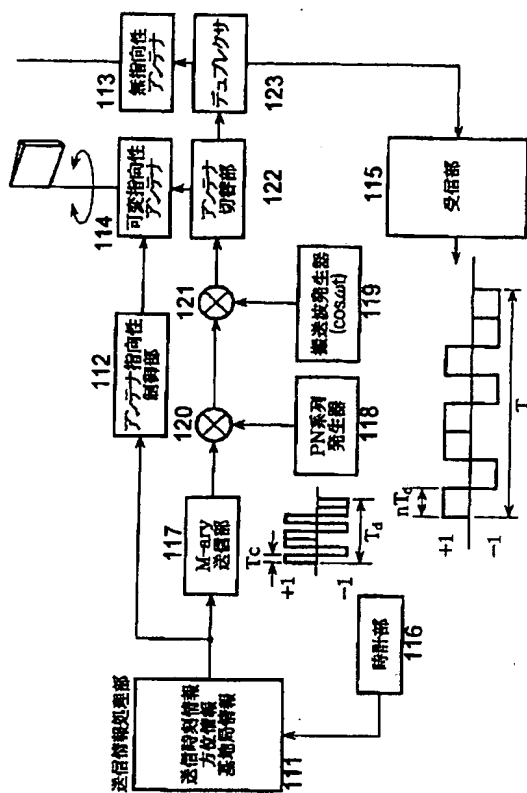 送信情報処理部
送信時刻情報
方位情報
基地局情報
111
時計部
116
アンテナ指向性
制御部
112
M-ary
送信部
117
Tc
+1
-1
Td
120
PN系列
発生器
118
121
搬送波発生器
(cosωt)
119
可変指向性
アンテナ
114
アンテナ
切替部
122
無指向性
アンテナ
113
デュプレクサ
123
受信部
115
nTd
+1
-1
T